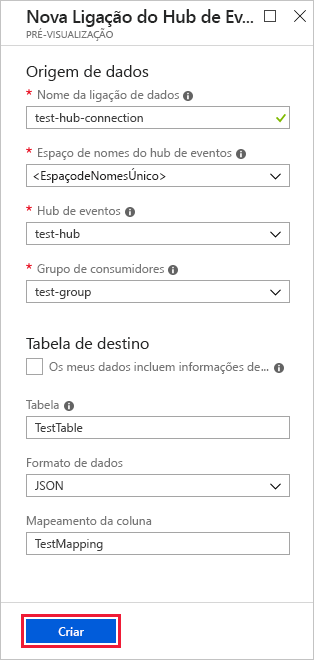 Nova Ligação do Hub de Eve...
PRÉ-VISUALIZAÇÃO
Origem de dados
* Nome da ligação de dados
test-hub-connection
* Espaço de nomes do hub de eventos
<EspaçodeNomesÚnico>
* Hub de eventos
test-hub
* Grupo de consumidores
test-group
Tabela de destino
Os meus dados incluem informações de...
Tabela
TestTable
Formato de dados
JSON
Mapeamento da coluna
TestMapping
Criar